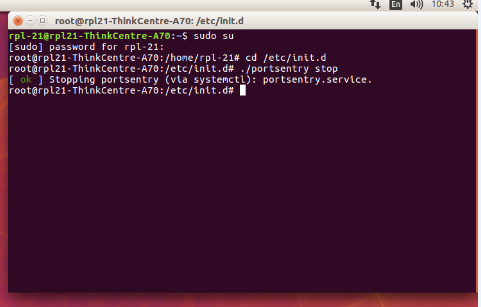 En 10:43
root@rpl21-ThinkCentre-A70: /etc/init.d
rpl-21@rpl21-ThinkCentre-A70:~$ sudo su
[sudo] password for rpl-21:
root@rpl21-ThinkCentre-A70:/home/rpl-21# cd /etc/init.d
root@rpl21-ThinkCentre-A70:/etc/init.d# ./portsentry stop
[ ok ] Stopping portsentry (via systemctl): portsentry.service.
root@rpl21-ThinkCentre-A70:/etc/init.d#